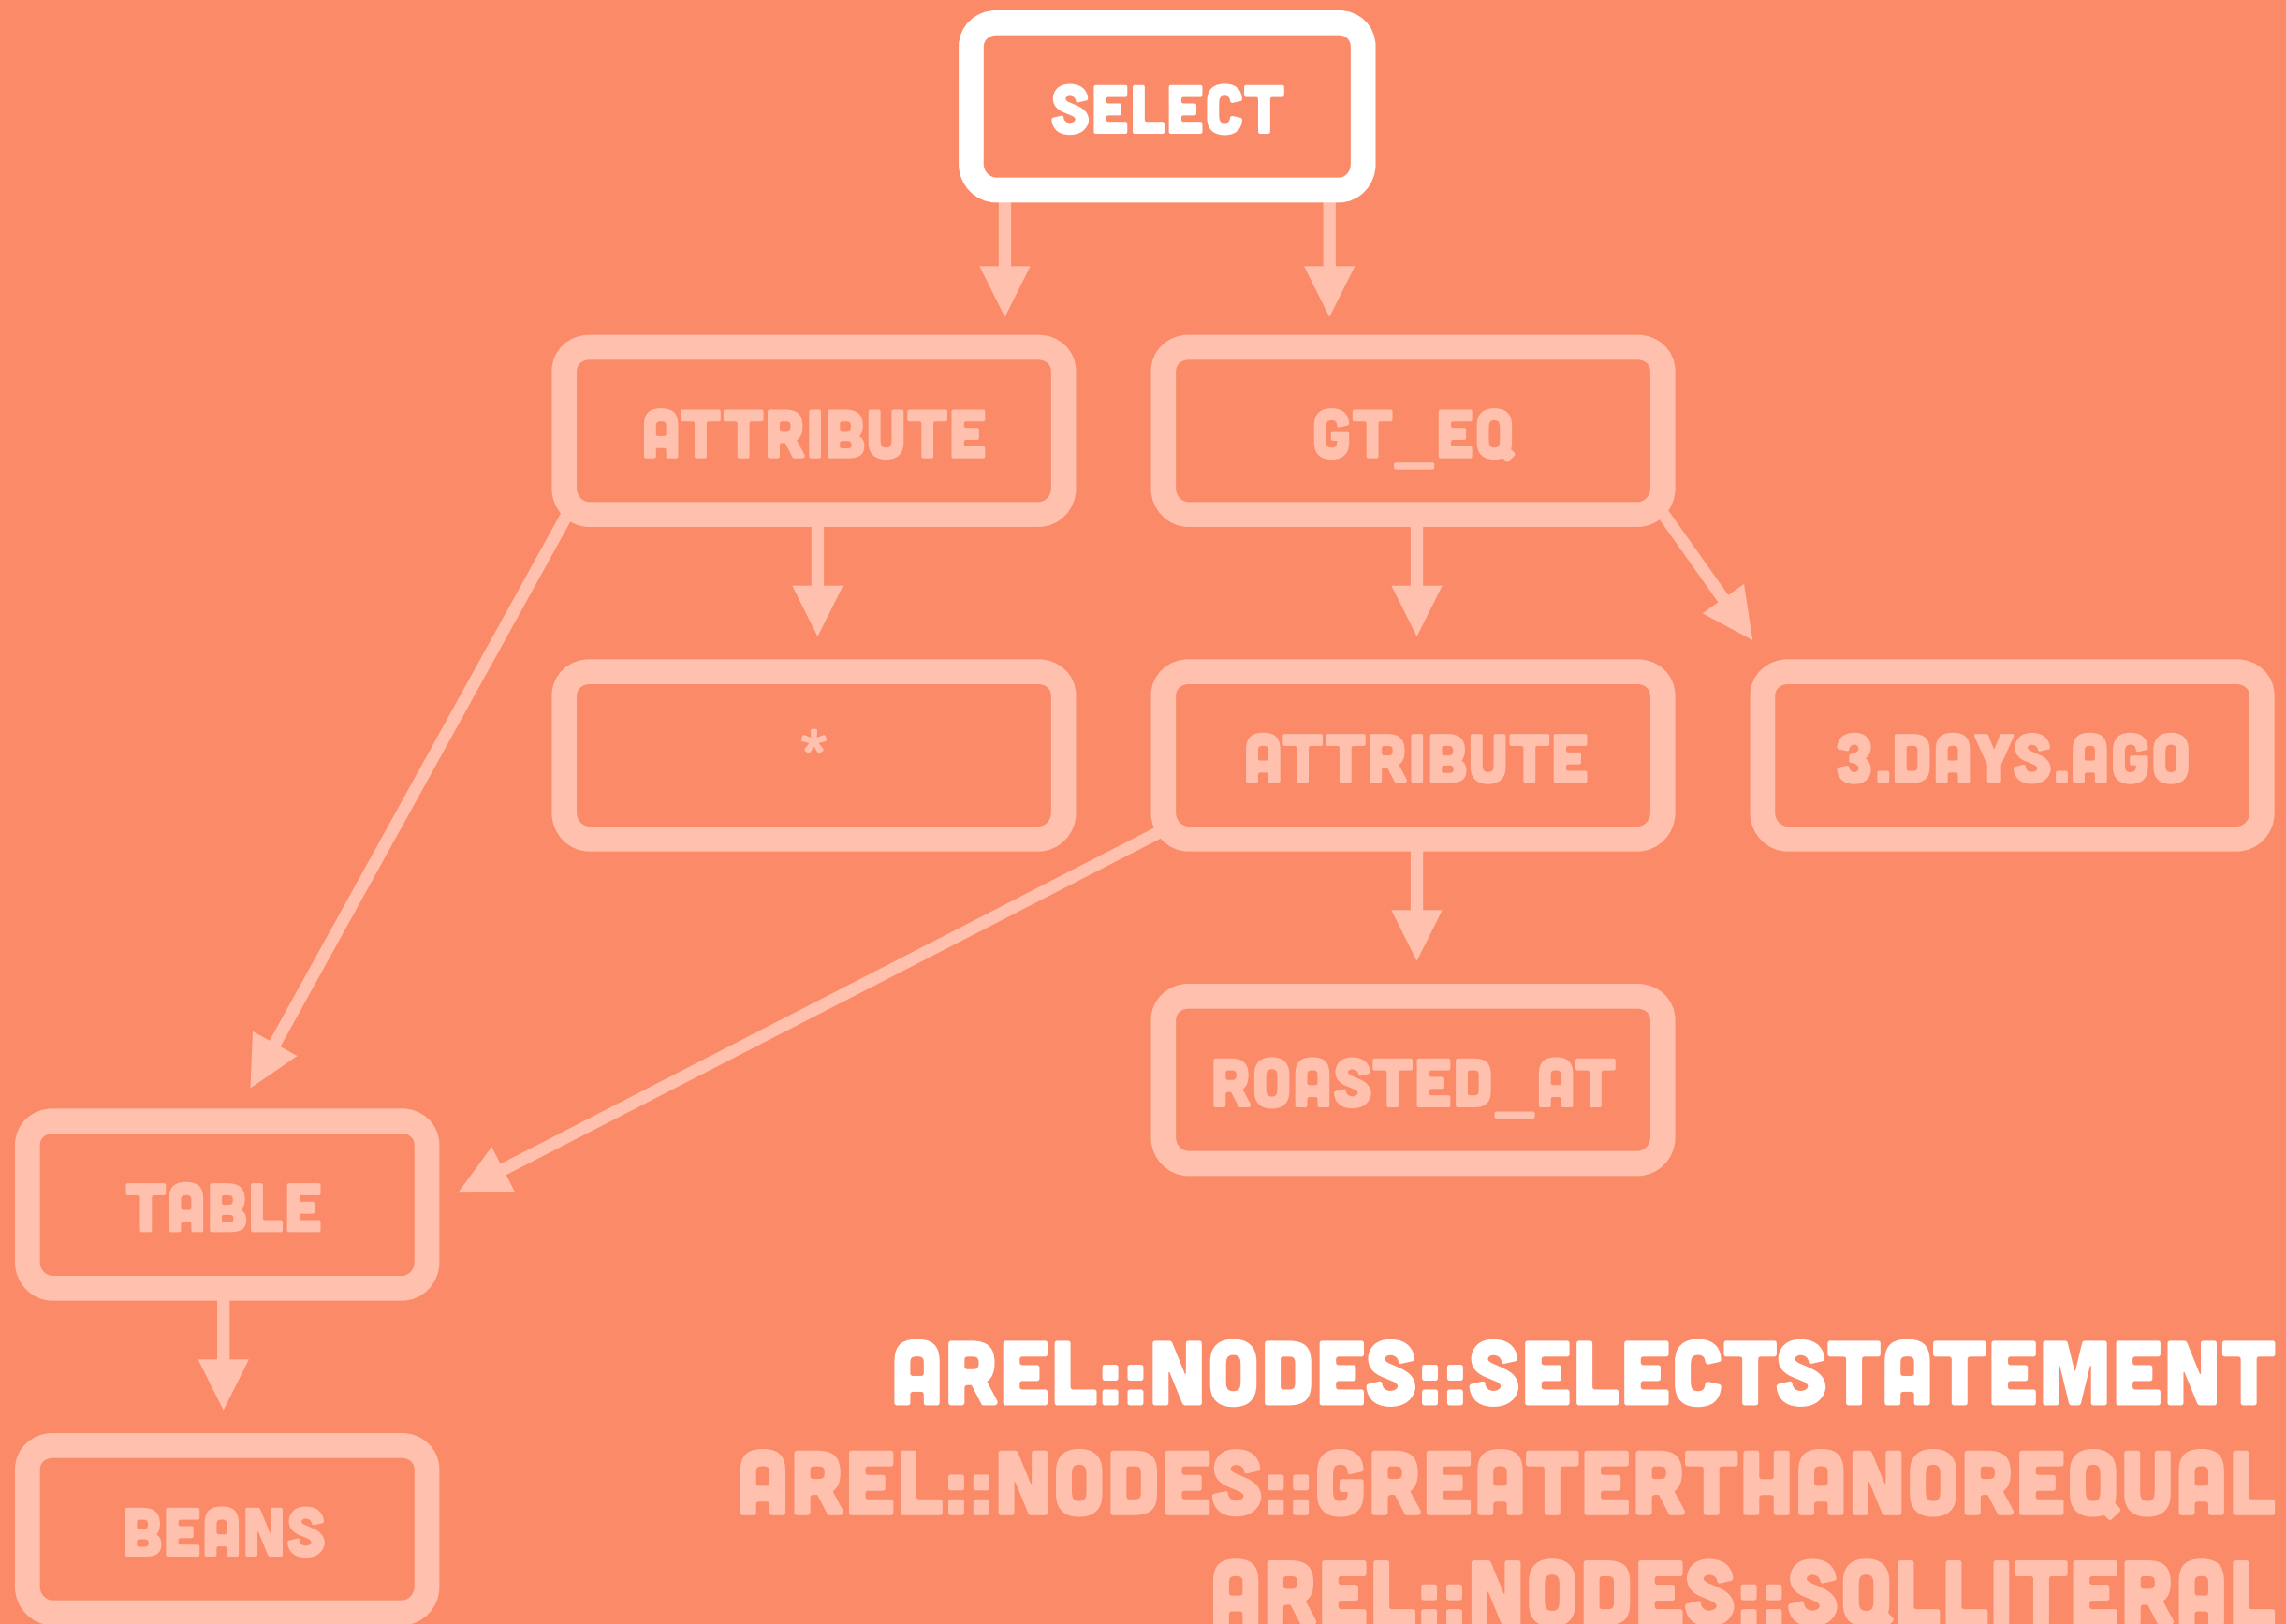 SELECT
ATTRIBUTE
GT_EQ
*
ATTRIBUTE
3.DAYS.AGO
ROASTED_AT
TABLE
BEANS
AREL::NODES::SELECTSTATEMENT
AREL::NODES::GREATERTHANOREQUAL
AREL::NODES::SQLLITERAL